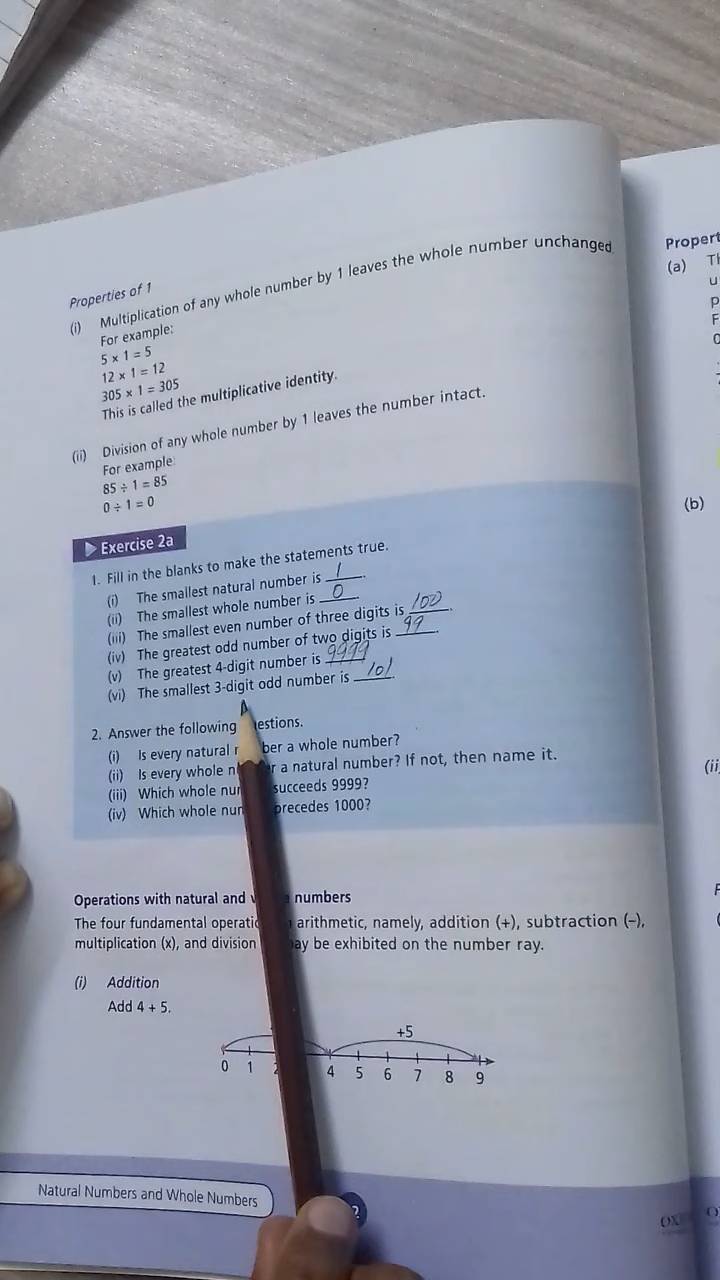 Properties of 1
(i) Multiplication of any whole number by 1 leaves the whole number unchanged.
For example:
5 x 1 = 5
12 x 1 = 12
305 x 1 = 305
This is called the multiplicative identity.
(ii) Division of any whole number by 1 leaves the number intact.
For example:
85 ÷ 1 = 85
0 ÷ 1 = 0
Exercise 2a
1. Fill in the blanks to make the statements true.
(i) The smallest natural number is 1.
(ii) The smallest whole number is 0
(iii) The smallest even number of three digits is 100.
(iv) The greatest odd number of two digits is 99.
(v) The greatest 4-digit number is 9999
(vi) The smallest 3-digit odd number is 101.
2. Answer the following estions.
(i) Is every natural ber a whole number?
(ii) Is every whole a natural number? If not, then name it.
(iii) Which whole succeeds 9999?
(iv) Which whole precedes 1000?
Operations with natural and numbers
The four fundamental arithmetic, namely, addition (+), subtraction (–),
multiplication (x), and division be exhibited on the number ray.
(i) Addition
Add 4 + 5.
+5
0 1 4 5 6 7 8 9
Natural Numbers and Whole Numbers
2
Propert
(a)
(b)
(ii